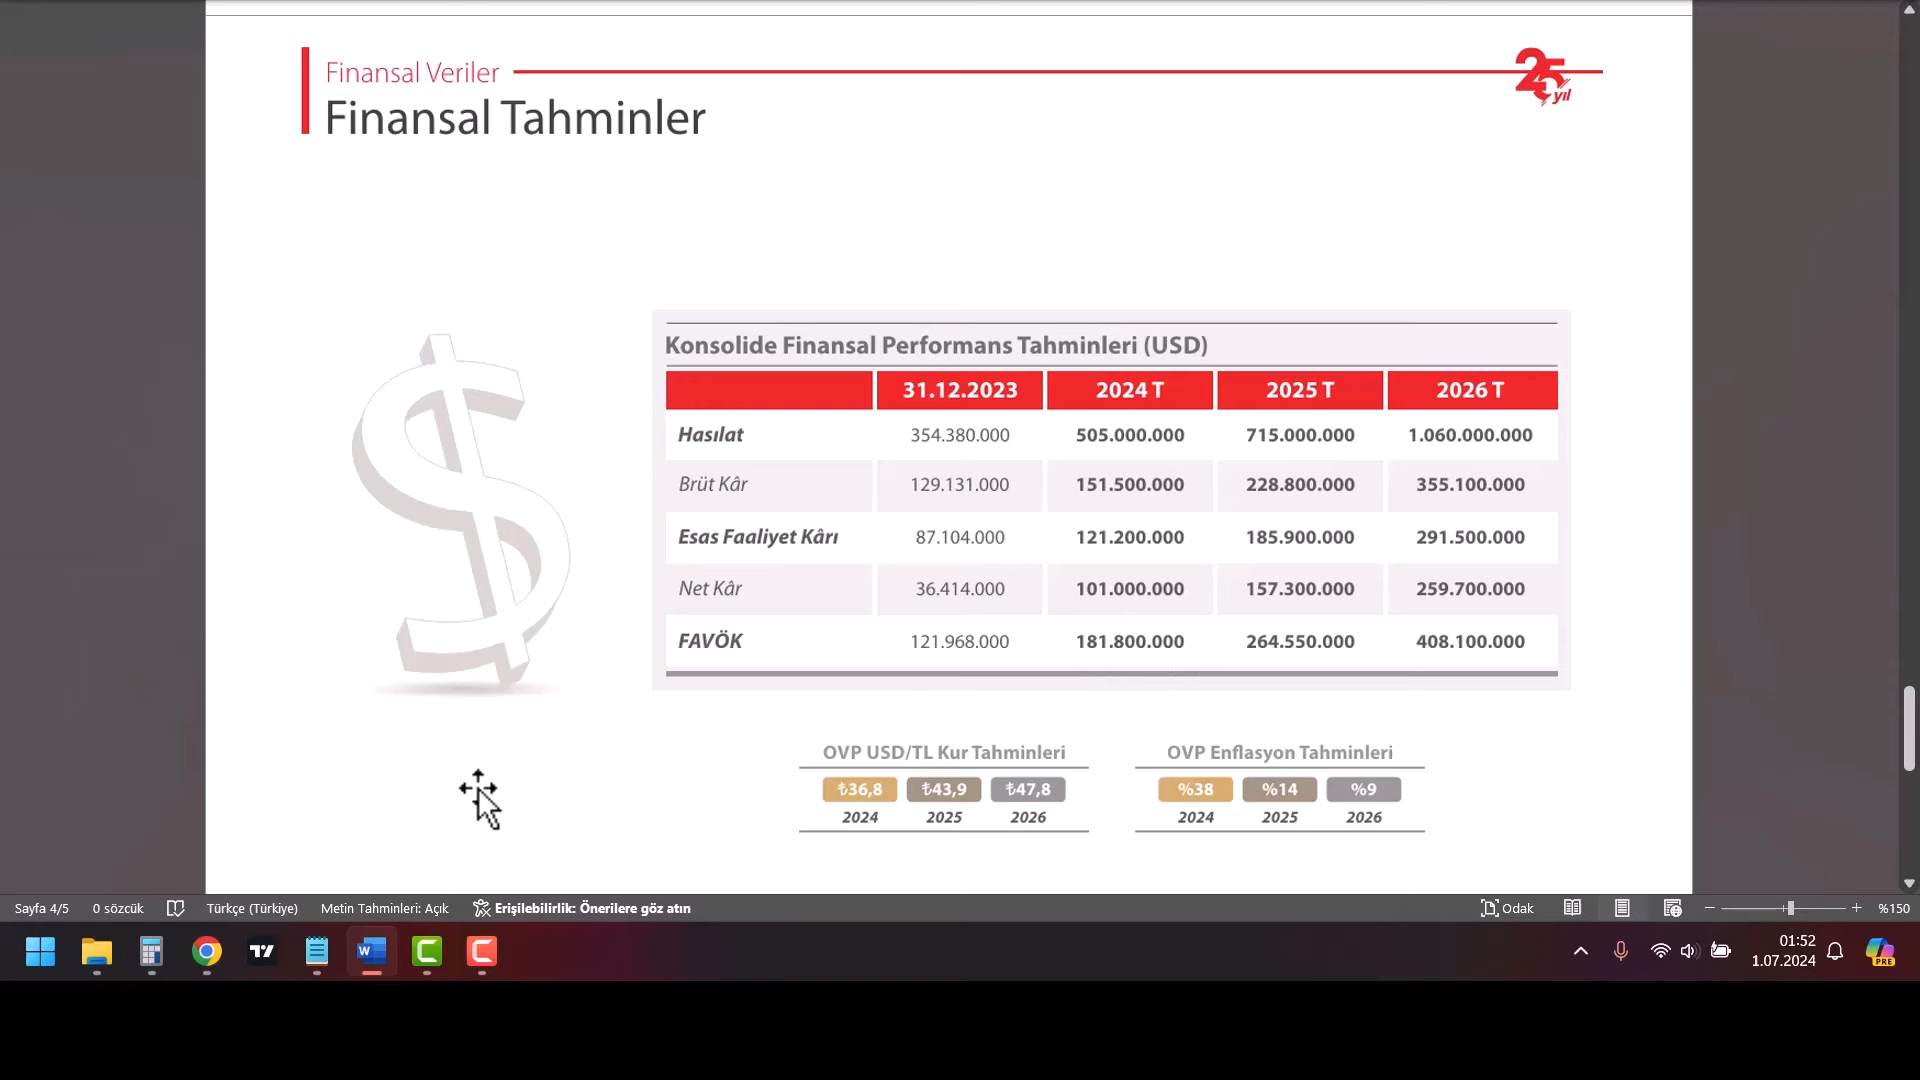 Finansal Veriler
25 yıl
Finansal Tahminler
Konsolide Finansal Performans Tahminleri (USD)
31.12.2023 2024 T 2025 T 2026 T
Hasılat 354.380.000 505.000.000 715.000.000 1.060.000.000
Brüt Kâr 129.131.000 151.500.000 228.800.000 355.100.000
Esas Faaliyet Kârı 87.104.000 121.200.000 185.900.000 291.500.000
Net Kâr 36.414.000 101.000.000 157.300.000 259.700.000
FAVÖK 121.968.000 181.800.000 264.550.000 408.100.000
OVP USD/TL Kur Tahminleri
₺36,8 ₺43,9 ₺47,8
2024 2025 2026
OVP Enflasyon Tahminleri
%38 %14 %9
2024 2025 2026
Sayfa 4/5 0 sözcük Türkçe (Türkiye) Metin Tahminleri: Açık Erişilebilirlik: Önerilere göz atın Odak %150
01:52
1.07.2024
PRE